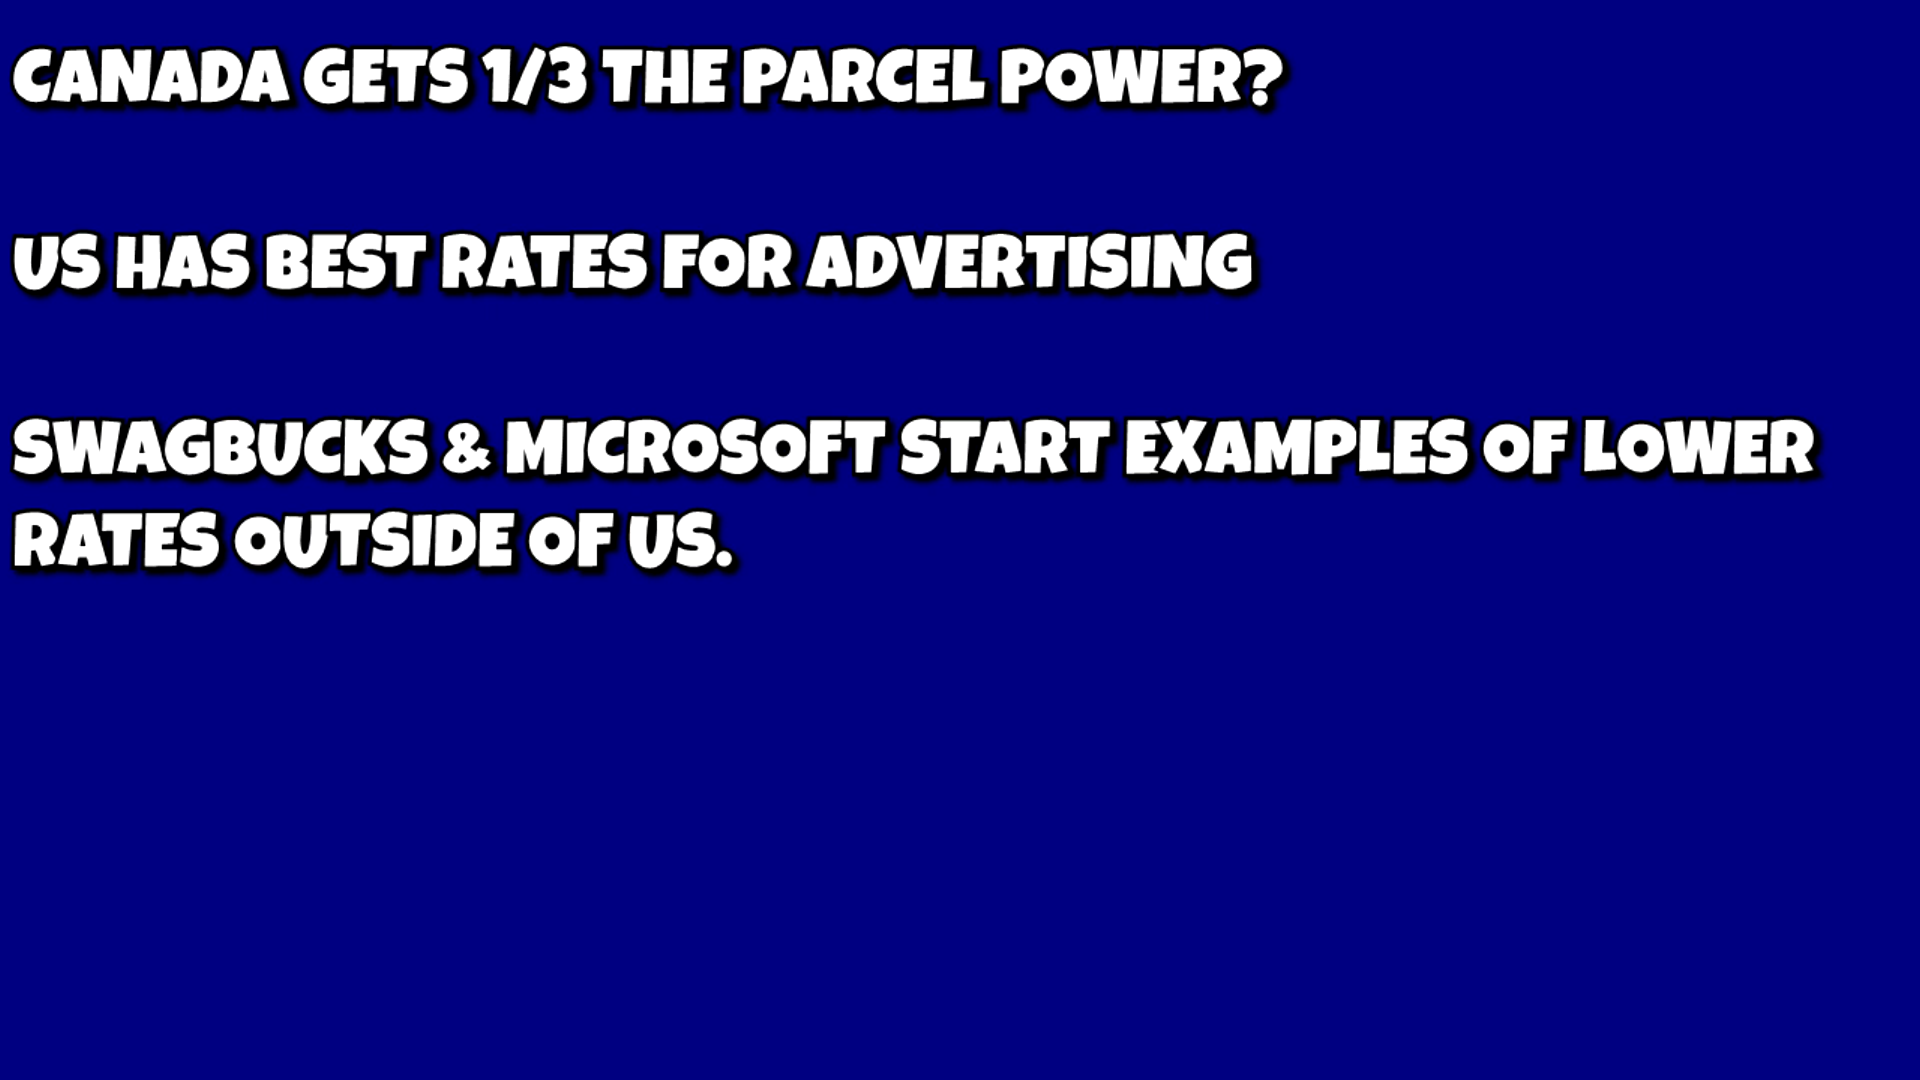 CANADA GETS 1/3 THE PARCEL POWER?
US HAS BEST RATES FOR ADVERTISING
SWAGBUCKS & MICROSOFT START EXAMPLES OF LOWER
RATES OUTSIDE OF US.